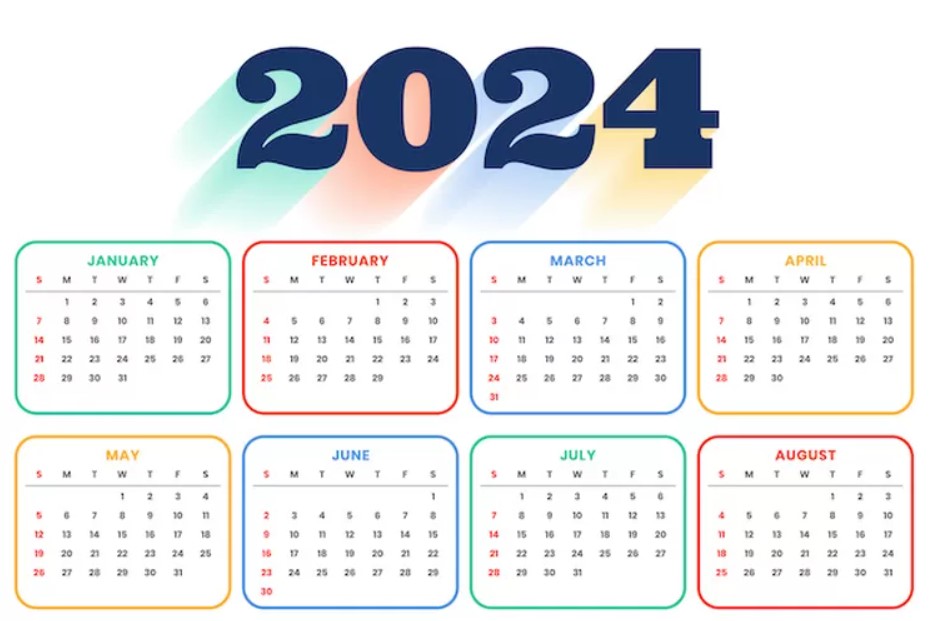 2024
JANUARY
S M T W T F S
1 2 3 4 5 6
7 8 9 10 11 12 13
14 15 16 17 18 19 20
21 22 23 24 25 26 27
28 29 30 31
FEBRUARY
S M T W T F S
1 2 3
4 5 6 7 8 9 10
11 12 13 14 15 16 17
18 19 20 21 22 23 24
25 26 27 28 29
MARCH
S M T W T F S
1 2
3 4 5 6 7 8 9
10 11 12 13 14 15 16
17 18 19 20 21 22 23
24 25 26 27 28 29 30
31
APRIL
S M T W T F S
1 2 3 4 5 6
7 8 9 10 11 12 13
14 15 16 17 18 19 20
21 22 23 24 25 26 27
28 29 30
MAY
S M T W T F S
1 2 3 4
5 6 7 8 9 10 11
12 13 14 15 16 17 18
19 20 21 22 23 24 25
26 27 28 29 30 31
JUNE
S M T W T F S
1
2 3 4 5 6 7 8
9 10 11 12 13 14 15
16 17 18 19 20 21 22
23 24 25 26 27 28 29
30
JULY
S M T W T F S
1 2 3 4 5 6
7 8 9 10 11 12 13
14 15 16 17 18 19 20
21 22 23 24 25 26 27
28 29 30 31
AUGUST
S M T W T F S
1 2 3
4 5 6 7 8 9 10
11 12 13 14 15 16 17
18 19 20 21 22 23 24
25 26 27 28 29 30 31